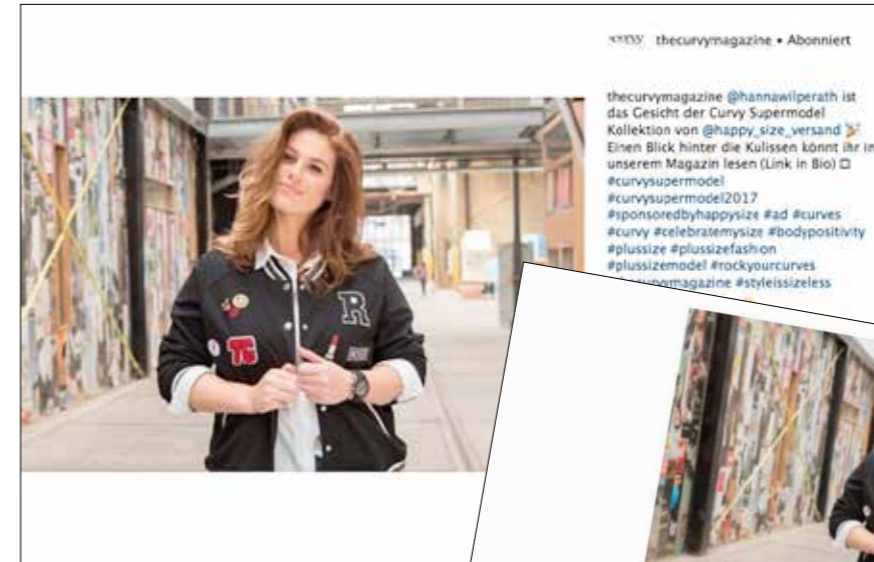 curvy thecurvymagazine • Abonniert
thecurvymagazine @hannawilperath ist
das Gesicht der Curvy Supermodel
Kollektion von @happy_size_versand 🎉
Einen Blick hinter die Kulissen könnt ihr in
unserem Magazin lesen (Link in Bio) □
#curvysupermodel
#curvysupermodel2017
#sponsoredbyhappysize #ad #curves
#curvy #celebratemysize #bodypositivity
#plussize #plussizefashion
#plussizemodel #rockyourcurves
#styleissizeless
R